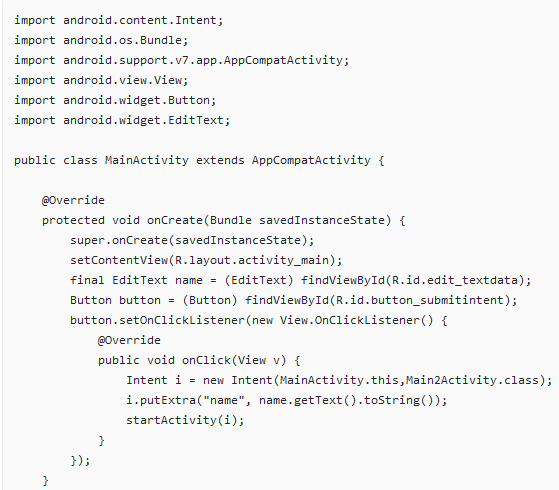 import android.content.Intent;
import android.os.Bundle;
import android.support.v7.app.AppCompatActivity;
import android.view.View;
import android.widget.Button;
import android.widget.EditText;

public class MainActivity extends AppCompatActivity {

    @Override
    protected void onCreate(Bundle savedInstanceState) {
        super.onCreate(savedInstanceState);
        setContentView(R.layout.activity_main);
        final EditText name = (EditText) findViewById(R.id.edit_textdata);
        Button button = (Button) findViewById(R.id.button_submitintent);
        button.setOnClickListener(new View.OnClickListener() {
            @Override
            public void onClick(View v) {
                Intent i = new Intent(MainActivity.this,Main2Activity.class);
                i.putExtra("name", name.getText().toString());
                startActivity(i);
            }
        });
    }